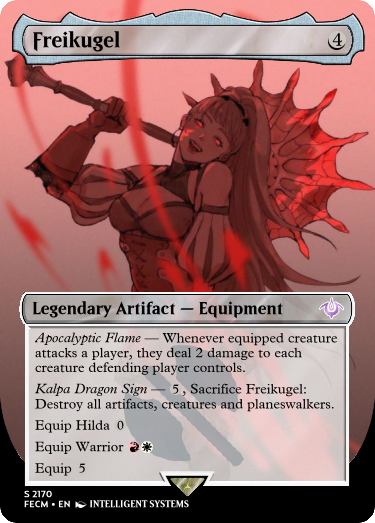 Freikugel 4
Legendary Artifact — Equipment
Apocalyptic Flame — Whenever equipped creature
attacks a player, they deal 2 damage to each
creature defending player controls.
Kalpa Dragon Sign — 5 , Sacrifice Freikugel:
Destroy all artifacts, creatures and planeswalkers.
Equip Hilda 0
Equip Warrior
Equip 5
S 2170
FECM • EN INTELLIGENT SYSTEMS